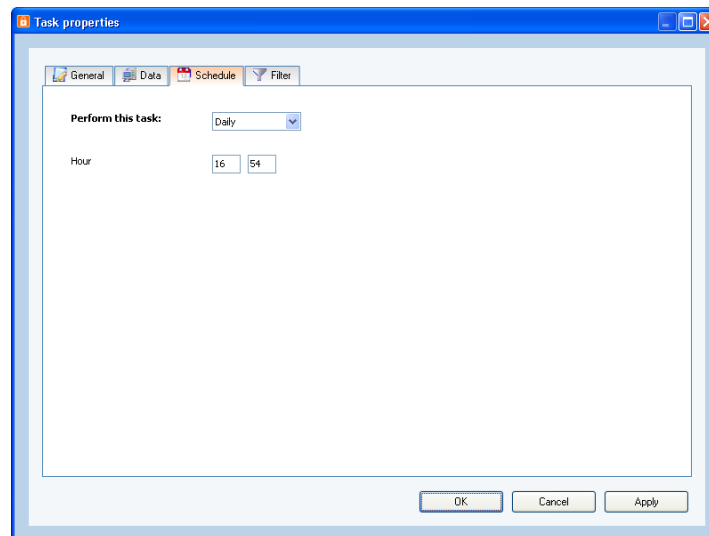 Task properties
General Data Schedule Filter
Perform this task: Daily
Hour 16 54
OK Cancel Apply